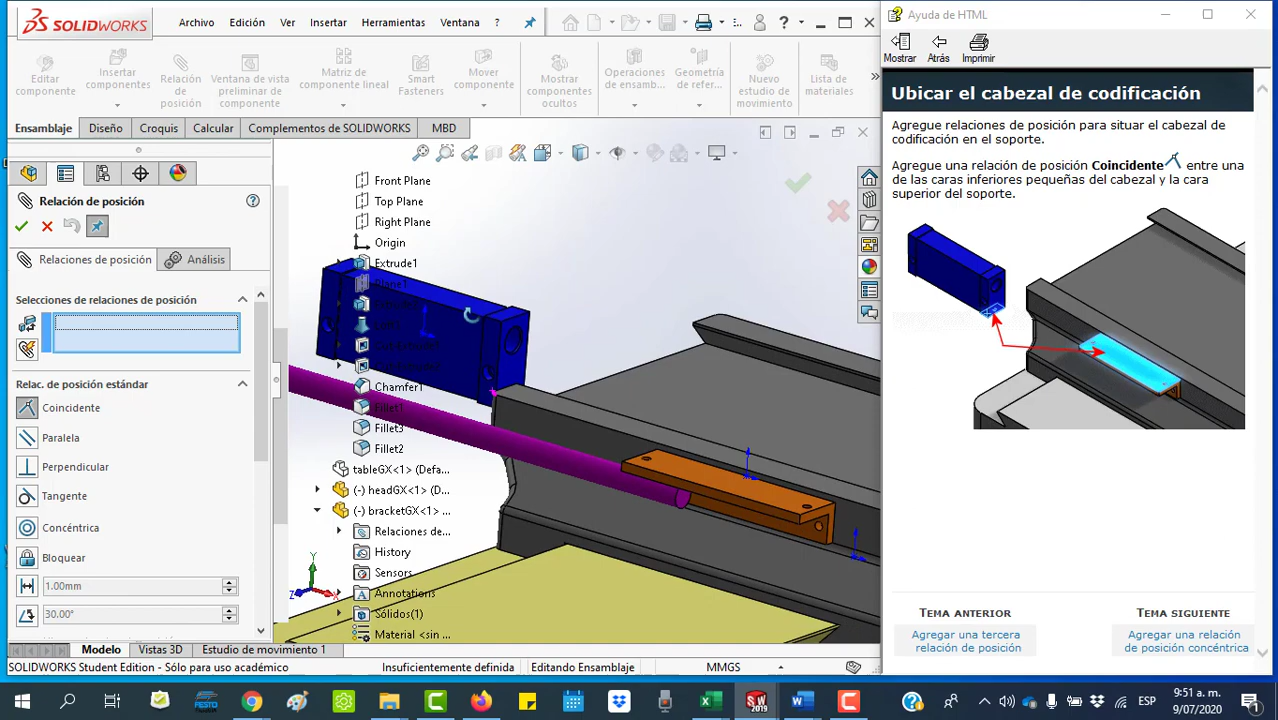 SOLIDWORKS
Archivo Edición Ver Insertar Herramientas Ventana ?
Editar componente
Insertar componentes
Relación de posición
Ventana de vista preliminar de componente
Matriz de componente lineal
Smart Fasteners
Mover componente
Mostrar componentes ocultos
Operaciones de ensamb...
Geometría de refer...
Nuevo estudio de movimiento
Lista de materiales
Ensamblaje Diseño Croquis Calcular Complementos de SOLIDWORKS MBD
Relación de posición
Relaciones de posición Análisis
Selecciones de relaciones de posición
Relac. de posición estándar
Coincidente
Paralela
Perpendicular
Tangente
Concéntrica
Bloquear
1.00mm
30.00°
Front Plane
Top Plane
Right Plane
Origin
Extrude1
Plane1
Chamfer1
Fillet1
Fillet3
Fillet2
tableGX<1> (Defa...
(-) headGX<1> (D...
(-) bracketGX<1> ...
Relaciones de...
History
Sensors
Annotations
Sólidos(1)
Material <sin ...
Y
Z
X
Modelo Vistas 3D Estudio de movimiento 1
SOLIDWORKS Student Edition - Sólo para uso académico Insuficientemente definida Editando Ensamblaje MMGS
Ayuda de HTML
Mostrar Atrás Imprimir
Ubicar el cabezal de codificación
Agregue relaciones de posición para situar el cabezal de
codificación en el soporte.
Agregue una relación de posición Coincidente entre una
de las caras inferiores pequeñas del cabezal y la cara
superior del soporte.
TEMA ANTERIOR
Agregar una tercera
relación de posición
TEMA SIGUIENTE
Agregar una relación
de posición concéntrica
FESTO
SW
2019
ESP
9:51 a. m.
9/07/2020
1